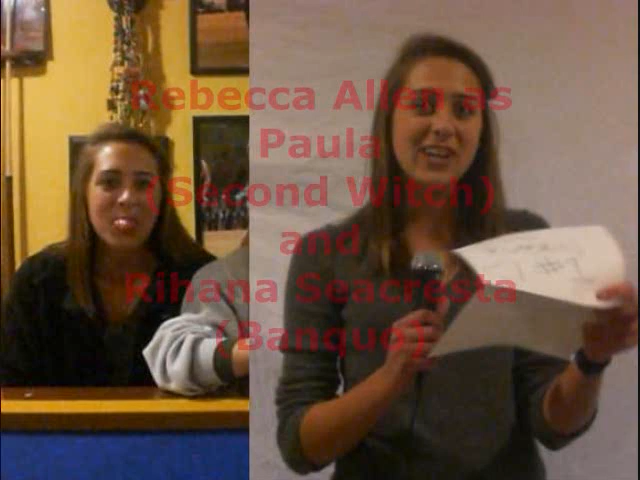 Rebecca Allen as
Paula
(Second Witch)
and
Rihana Seacresta
(Banquo)